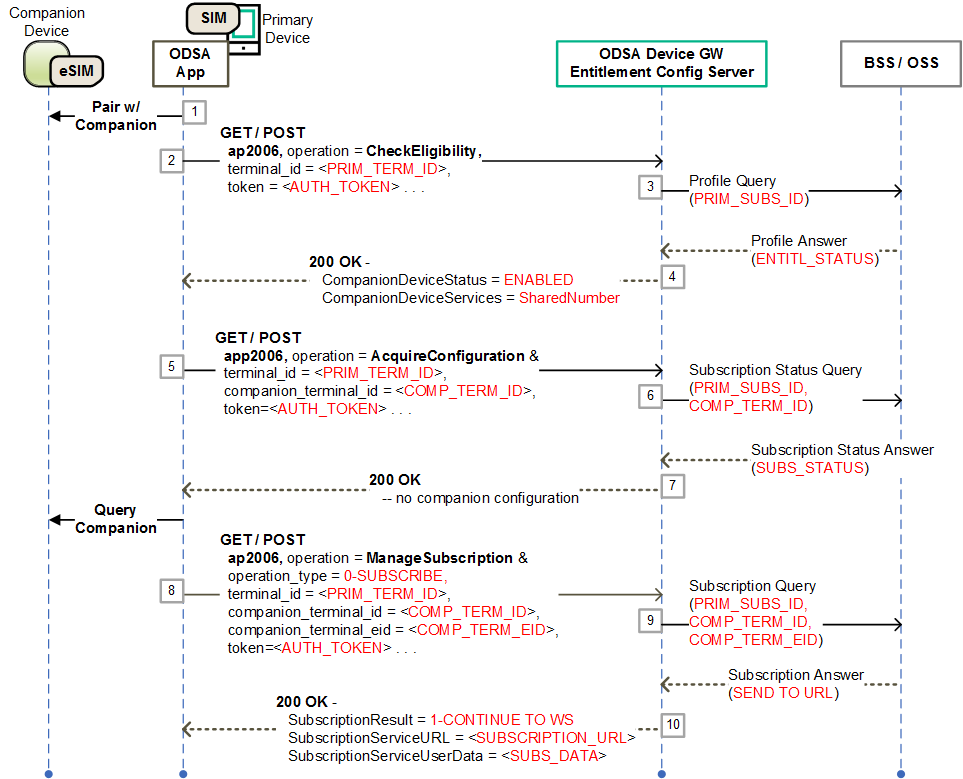 Companion
Device
eSIM
SIM
Primary
Device
ODSA
App
ODSA Device GW
Entitlement Config Server
BSS / OSS
Pair w/
Companion
1
GET / POST
2
ap2006, operation = CheckEligibility,
terminal_id = <PRIM_TERM_ID>,
token = <AUTH_TOKEN> . . .
3
Profile Query
(PRIM_SUBS_ID)
Profile Answer
(ENTITL_STATUS)
4
200 OK -
CompanionDeviceStatus = ENABLED
CompanionDeviceServices = SharedNumber
GET / POST
5
app2006, operation = AcquireConfiguration &
terminal_id = <PRIM_TERM_ID>,
companion_terminal_id = <COMP_TERM_ID>,
token=<AUTH_TOKEN> . . .
6
Subscription Status Query
(PRIM_SUBS_ID,
COMP_TERM_ID)
Subscription Status Answer
(SUBS_STATUS)
7
200 OK
-- no companion configuration
Query
Companion
GET / POST
8
ap2006, operation = ManageSubscription &
operation_type = 0-SUBSCRIBE,
terminal_id = <PRIM_TERM_ID>,
companion_terminal_id = <COMP_TERM_ID>,
companion_terminal_eid = <COMP_TERM_EID>,
token=<AUTH_TOKEN> . . .
9
Subscription Query
(PRIM_SUBS_ID,
COMP_TERM_ID,
COMP_TERM_EID)
Subscription Answer
(SEND TO URL)
10
200 OK -
SubscriptionResult = 1-CONTINUE TO WS
SubscriptionServiceURL = <SUBSCRIPTION_URL>
SubscriptionServiceUserData = <SUBS_DATA>